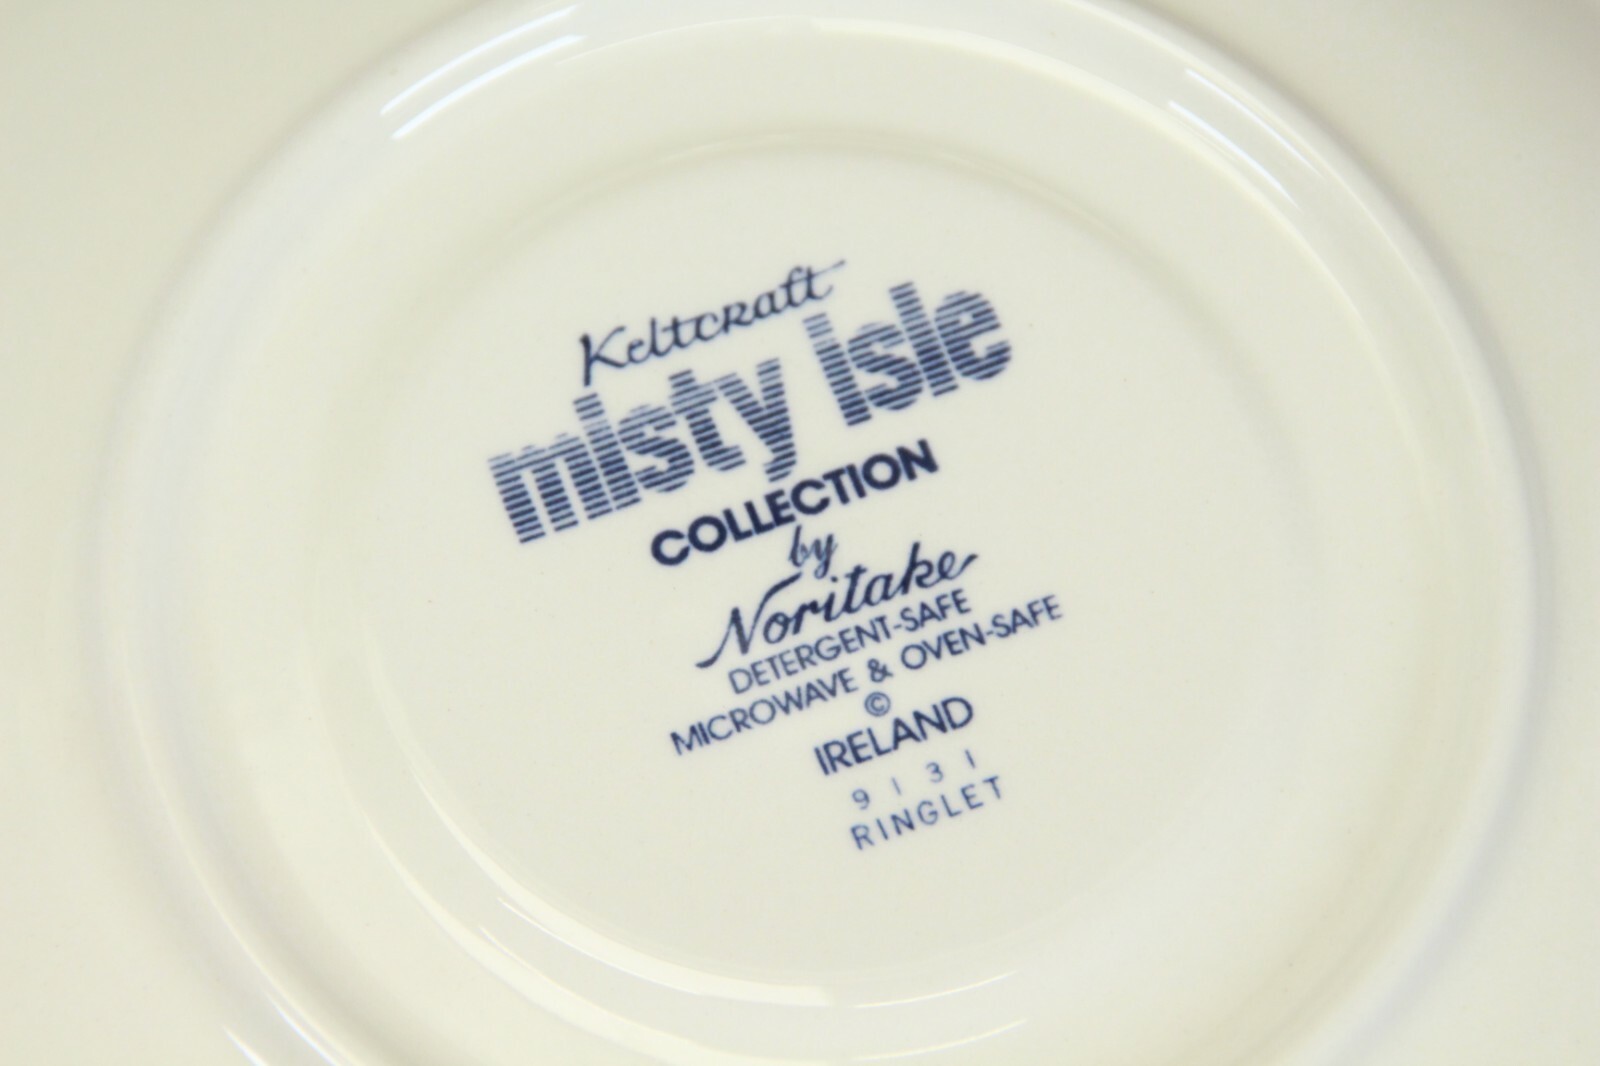 Keltcraft
misty isle
COLLECTION
by
Noritake
DETERGENT-SAFE
MICROWAVE & OVEN-SAFE
©
IRELAND
9131
RINGLET